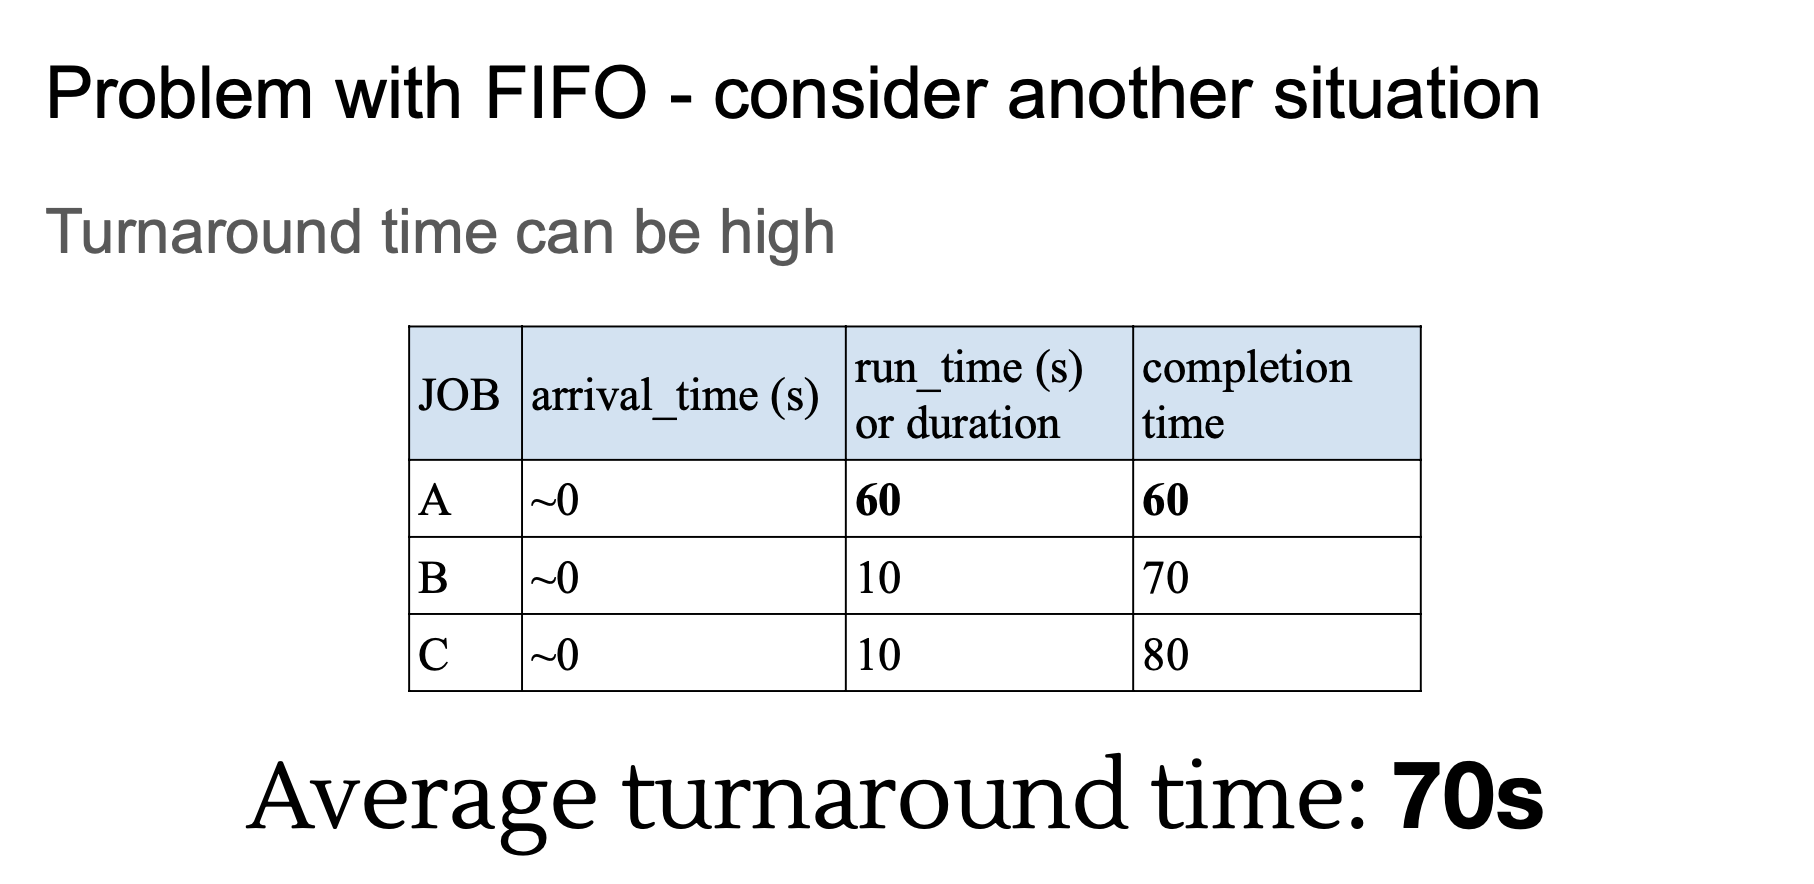 Problem with FIFO - consider another situation
Turnaround time can be high
JOB arrival_time (s) run_time (s) or duration completion time
A ~0 60 60
B ~0 10 70
C ~0 10 80
Average turnaround time: 70s